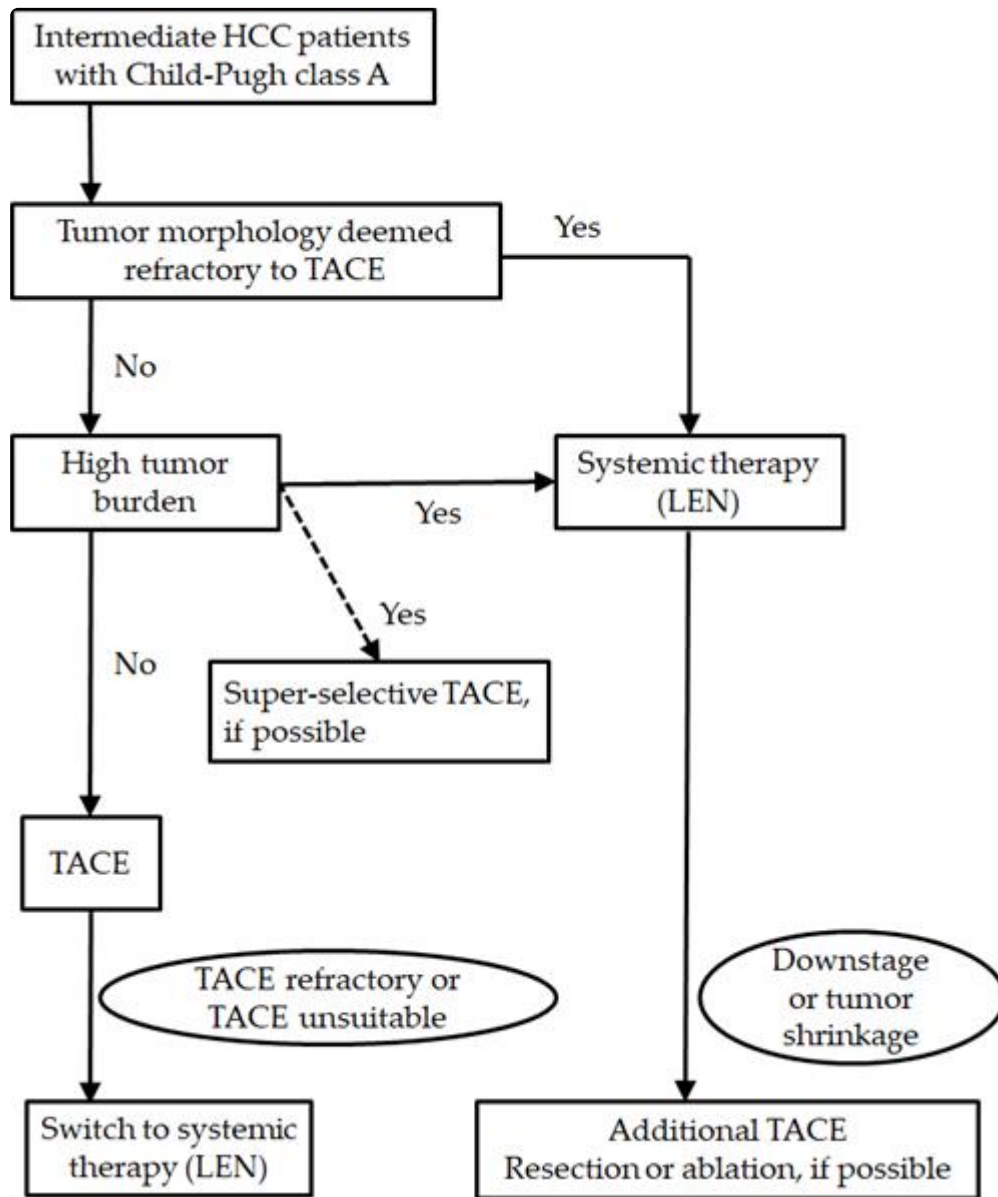 Intermediate HCC patients
with Child-Pugh class A
Tumor morphology deemed
refractory to TACE
Yes
No
High tumor
burden
Yes
Systemic therapy
(LEN)
Yes
No
Super-selective TACE,
if possible
TACE
TACE refractory or
TACE unsuitable
Downstage
or tumor
shrinkage
Switch to systemic
therapy (LEN)
Additional TACE
Resection or ablation, if possible